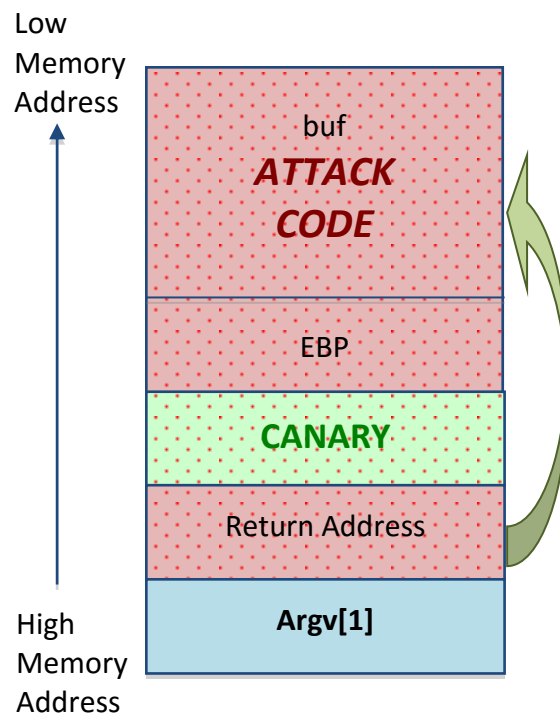 Low
Memory
Address
buf
ATTACK
CODE
EBP
CANARY
Return Address
Argv[1]
High
Memory
Address